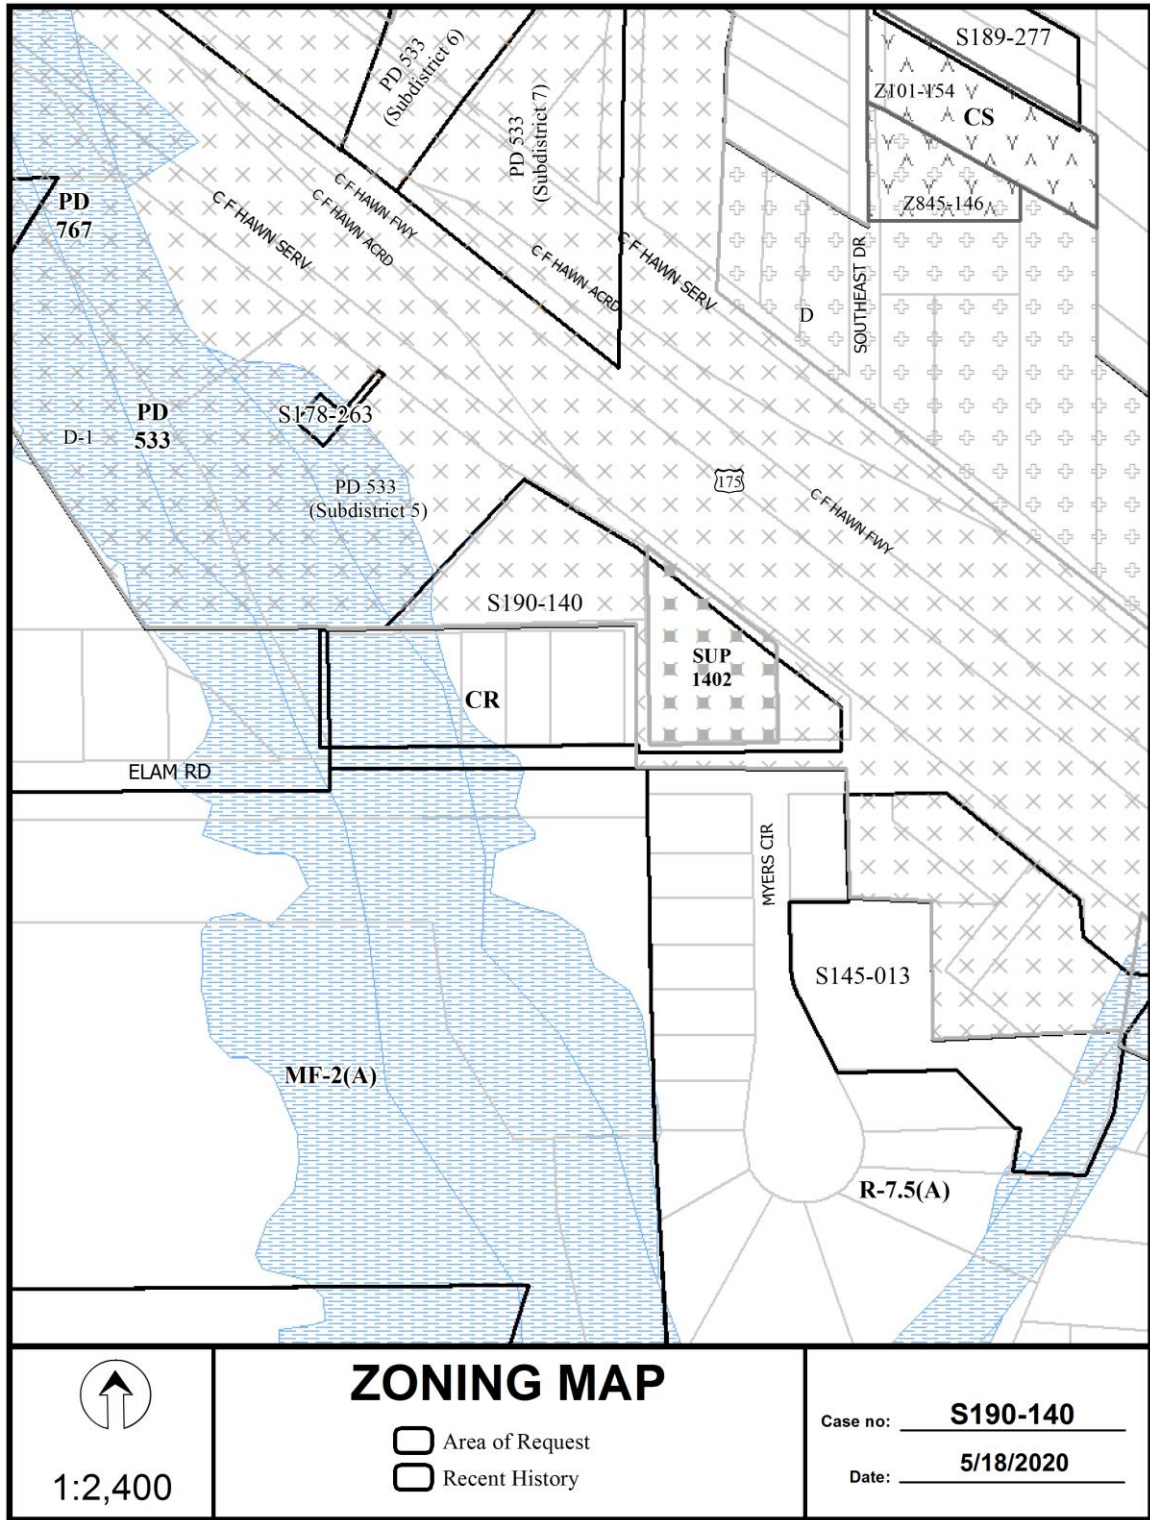 S189-277
PD 533
(Subdistrict 6)
PD 533
(Subdistrict 7)
Z101-154
CS
Z845-146
PD
767
C F HAWN SERV
C F HAWN ACRD
C F HAWN FWY
C F HAWN ACRD
C F HAWN SERV
SOUTHEAST DR
D
S178-263
PD
533
D-1
PD 533
(Subdistrict 5)
175
C F HAWN FWY
S190-140
SUP
1402
CR
ELAM RD
MYERS CIR
S145-013
MF-2(A)
R-7.5(A)
1:2,400
ZONING MAP
Area of Request
Recent History
Case no: S190-140
Date: 5/18/2020